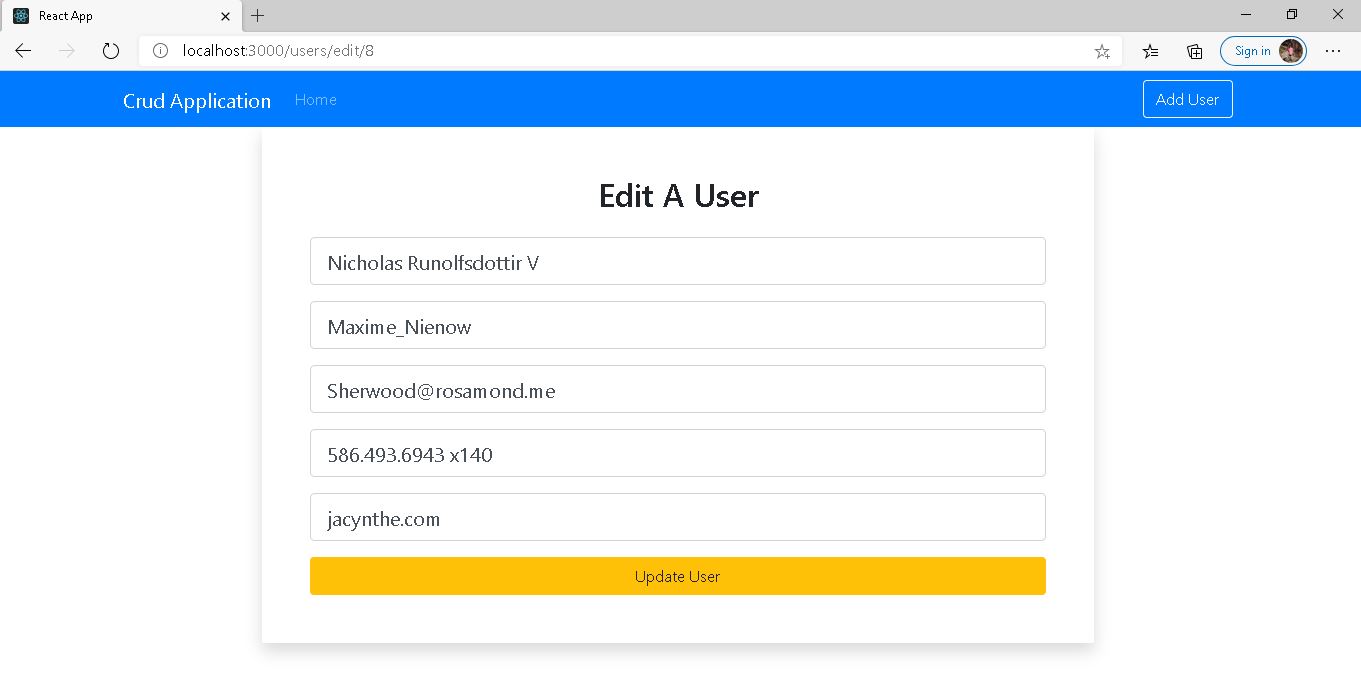 React App
localhost:3000/users/edit/8
Sign in
Crud Application Home Add User
Edit A User
Nicholas Runolfsdottir V
Maxime_Nienow
Sherwood@rosamond.me
586.493.6943 x140
jacynthe.com
Update User